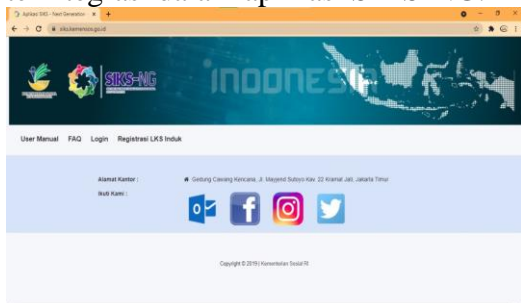 Aplikasi SIKS - Next Generation
siks.kemensos.go.id
SIKS-NG
INDONESIA
User Manual FAQ Login Registrasi LKS Induk
Alamat Kantor :
Gedung Cawang Kencana, Jl. Mayjend Sutoyo Kav. 22 Kramat Jati, Jakarta Timur
Ikuti Kami :
Copyright © 2019 | Kementerian Sosial RI